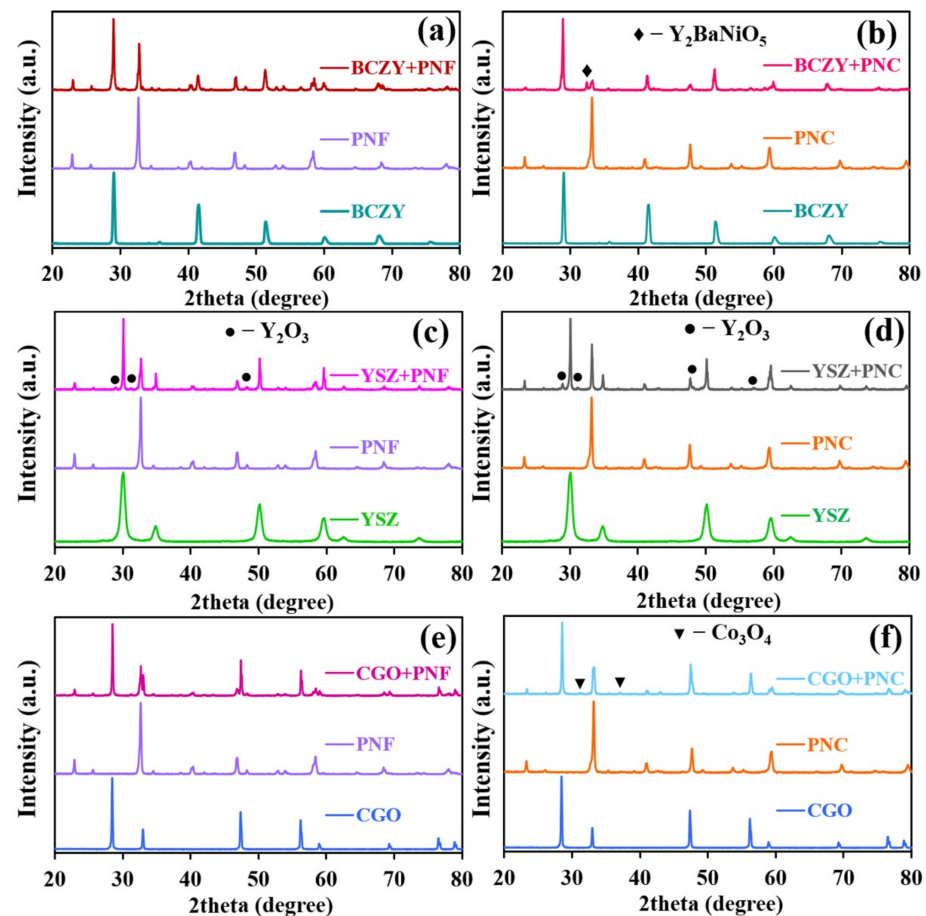 (a)
BCZY+PNF
PNF
BCZY
Intensity (a.u.)
20 30 40 50 60 70 80
2theta (degree)
(b)
♦ – Y₂BaNiO₅
BCZY+PNC
PNC
BCZY
Intensity (a.u.)
20 30 40 50 60 70 80
2theta (degree)
(c)
● – Y₂O₃
YSZ+PNF
PNF
YSZ
Intensity (a.u.)
20 30 40 50 60 70 80
2theta (degree)
(d)
● – Y₂O₃
YSZ+PNC
PNC
YSZ
Intensity (a.u.)
20 30 40 50 60 70 80
2theta (degree)
(e)
CGO+PNF
PNF
CGO
Intensity (a.u.)
20 30 40 50 60 70 80
2theta (degree)
(f)
▼ – Co₃O₄
CGO+PNC
PNC
CGO
Intensity (a.u.)
20 30 40 50 60 70 80
2theta (degree)